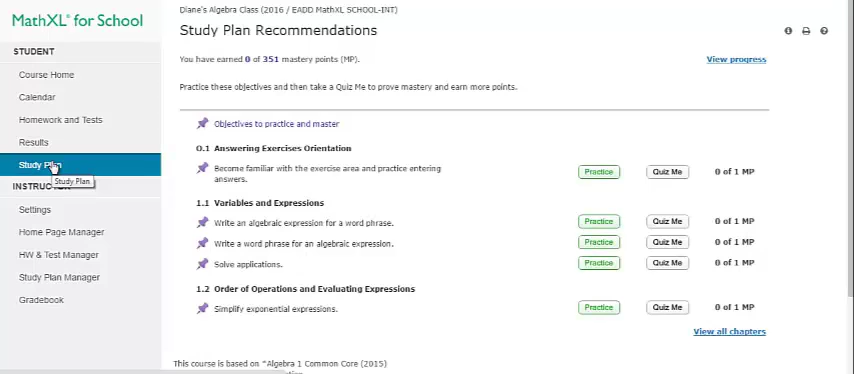 Diane's Algebra Class (2016 / EADD MathXL SCHOOL-INT)
MathXL® for School
Study Plan Recommendations
STUDENT
You have earned 0 of 351 mastery points (MP).
View progress
Course Home
Practice these objectives and then take a Quiz Me to prove mastery and earn more points.
Calendar
Homework and Tests
Objectives to practice and master
Results
0.1 Answering Exercises Orientation
Study Plan
Become familiar with the exercise area and practice entering
answers.
Practice Quiz Me 0 of 1 MP
Study Plan
INSTRUCTOR
1.1 Variables and Expressions
Settings
Write an algebraic expression for a word phrase. Practice Quiz Me 0 of 1 MP
Home Page Manager
Write a word phrase for an algebraic expression. Practice Quiz Me 0 of 1 MP
HW & Test Manager
Solve applications. Practice Quiz Me 0 of 1 MP
Study Plan Manager
1.2 Order of Operations and Evaluating Expressions
Gradebook
Simplify exponential expressions. Practice Quiz Me 0 of 1 MP
View all chapters
This course is based on "Algebra 1 Common Core (2015)